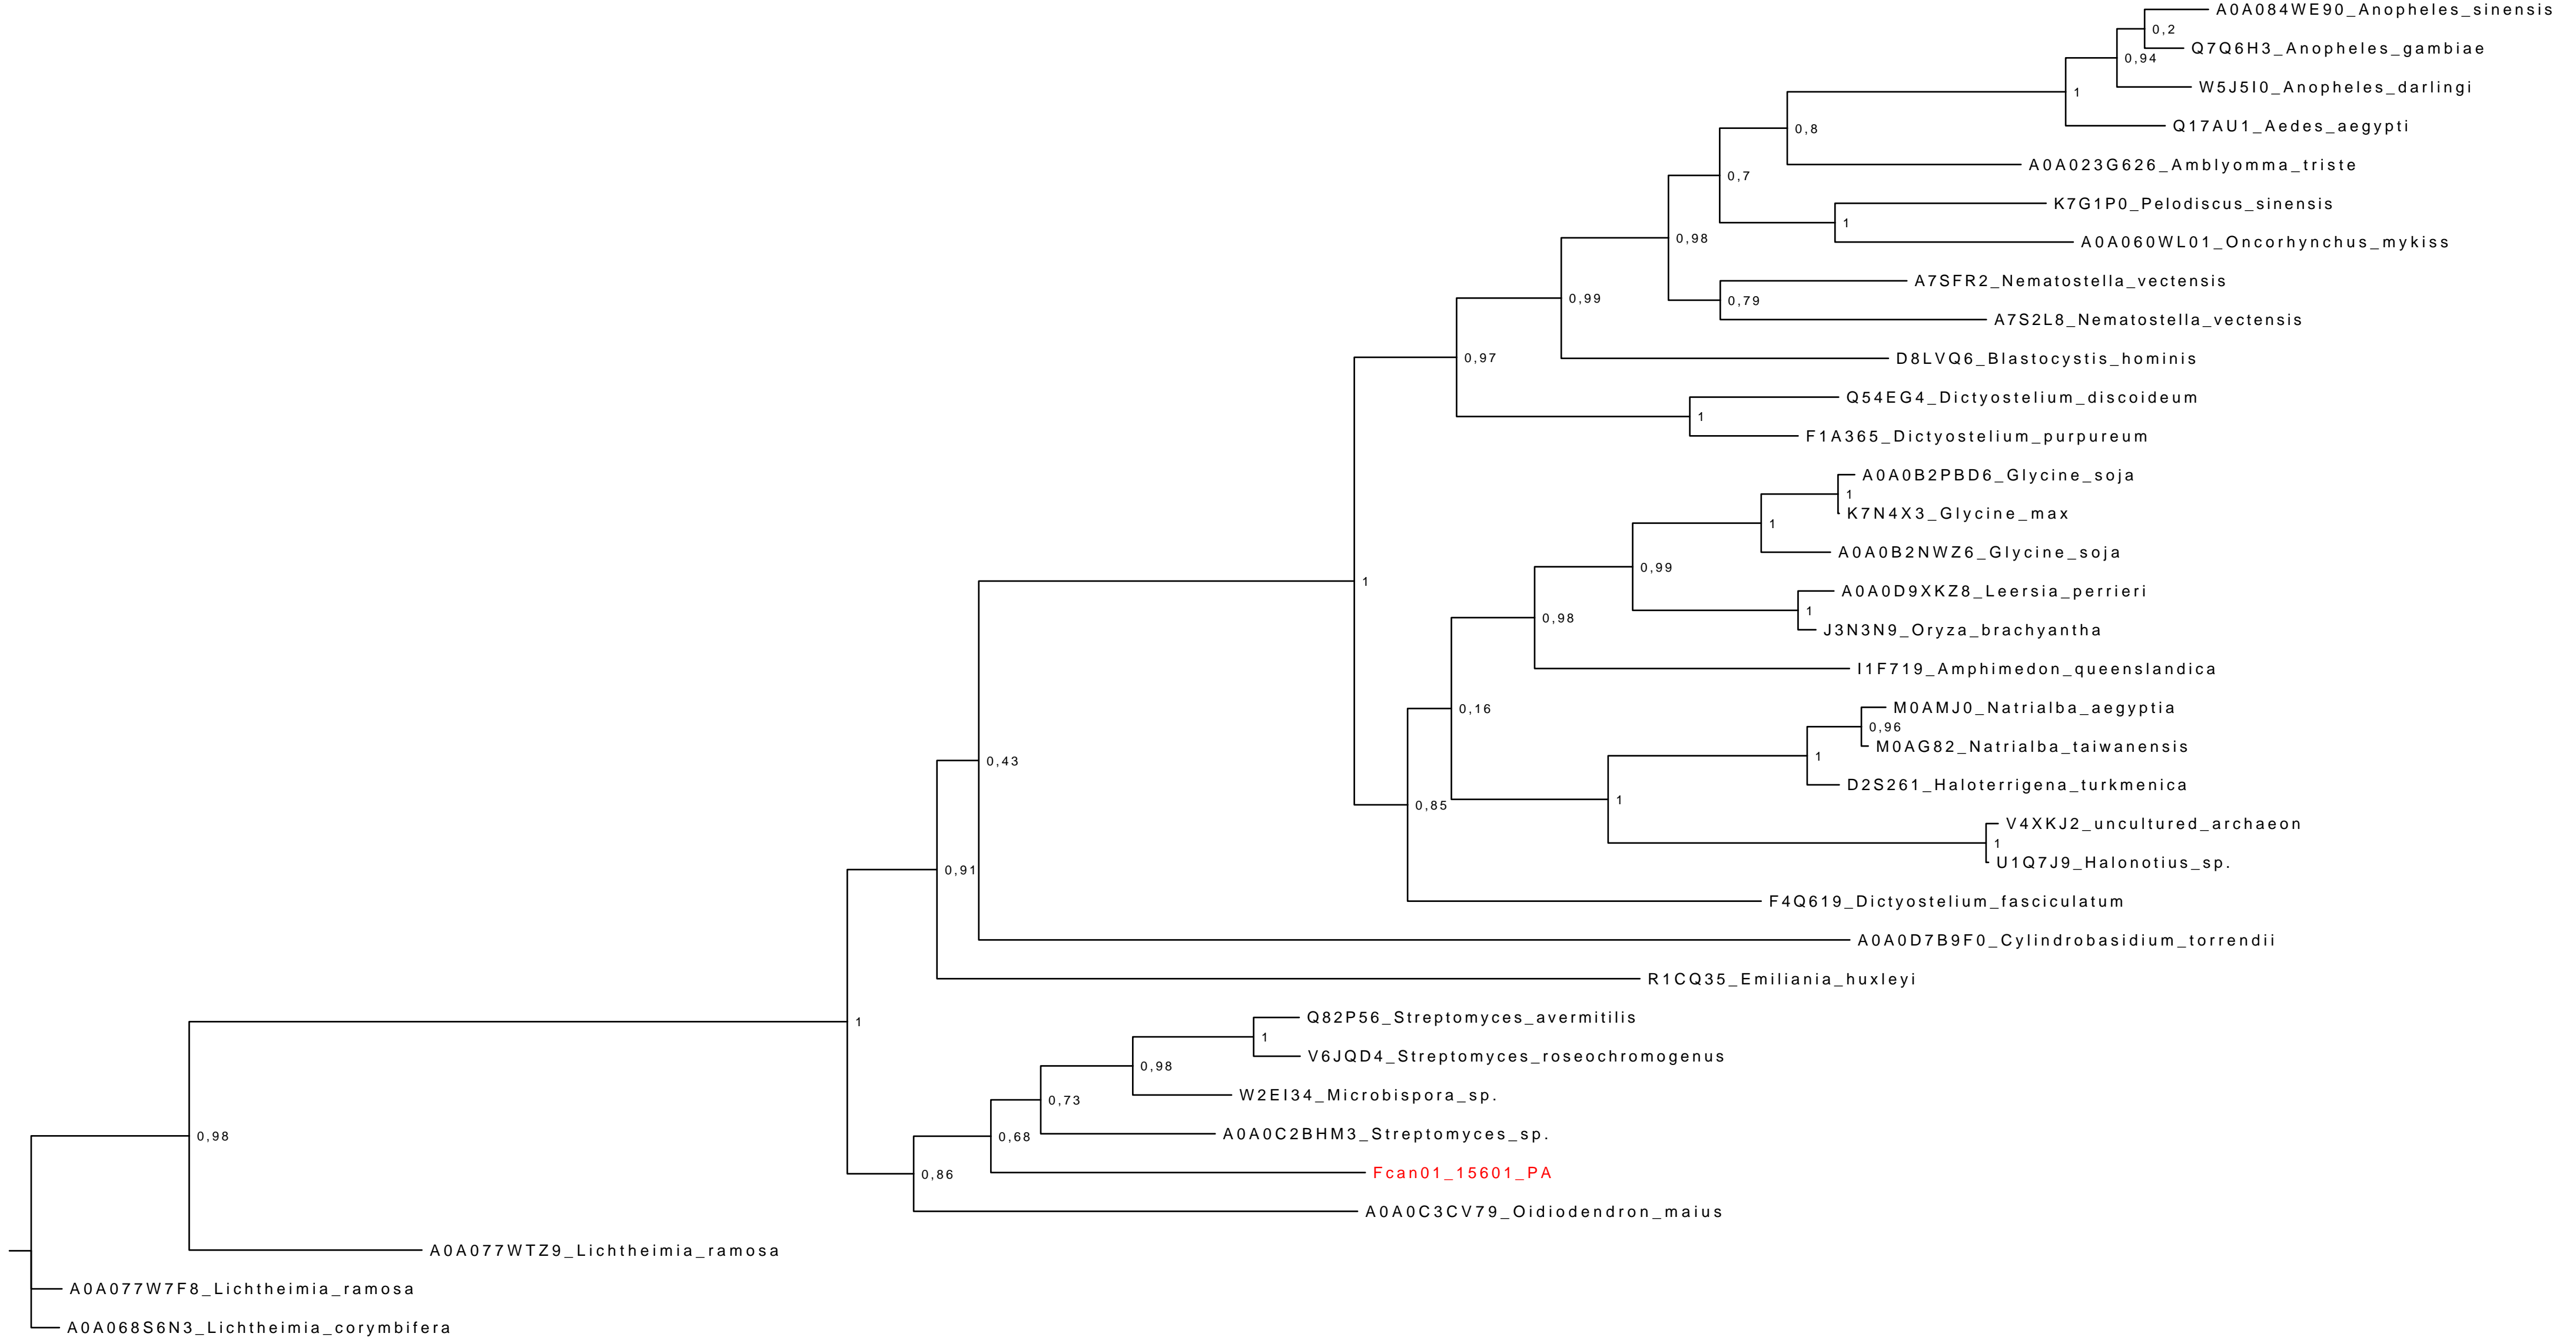 A0A084WE90_Anopheles_sinensis
0,2
Q7Q6H3_Anopheles_gambiae
0,94
W5J5I0_Anopheles_darlingi
1
Q17AU1_Aedes_aegypti
0,8
A0A023G626_Amblyomma_triste
0,7
K7G1P0_Pelodiscus_sinensis
1
A0A060WL01_Oncorhynchus_mykiss
0,98
A7SFR2_Nematostella_vectensis
0,79
A7S2L8_Nematostella_vectensis
0,99
D8LVQ6_Blastocystis_hominis
0,97
Q54EG4_Dictyostelium_discoideum
1
F1A365_Dictyostelium_purpureum
A0A0B2PBD6_Glycine_soja
1
K7N4X3_Glycine_max
1
A0A0B2NWZ6_Glycine_soja
0,99
1
A0A0D9XKZ8_Leersia_perrieri
1
J3N3N9_Oryza_brachyantha
0,98
I1F719_Amphimedon_queenslandica
0,16
M0AMJ0_Natrialba_aegyptia
0,96
M0AG82_Natrialba_taiwanensis
1
0,43
D2S261_Haloterrigena_turkmenica
1
0,85
V4XKJ2_uncultured_archaeon
1
U1Q7J9_Halonotius_sp.
0,91
F4Q619_Dictyostelium_fasciculatum
A0A0D7B9F0_Cylindrobasidium_torrendii
R1CQ35_Emiliania_huxleyi
Q82P56_Streptomyces_avermitilis
1
1
V6JQD4_Streptomyces_roseochromogenus
0,98
W2EI34_Microbispora_sp.
0,73
A0A0C2BHM3_Streptomyces_sp.
0,98
0,68
Fcan01_15601_PA
0,86
A0A0C3CV79_Oidiodendron_maius
A0A077WTZ9_Lichtheimia_ramosa
A0A077W7F8_Lichtheimia_ramosa
A0A068S6N3_Lichtheimia_corymbifera